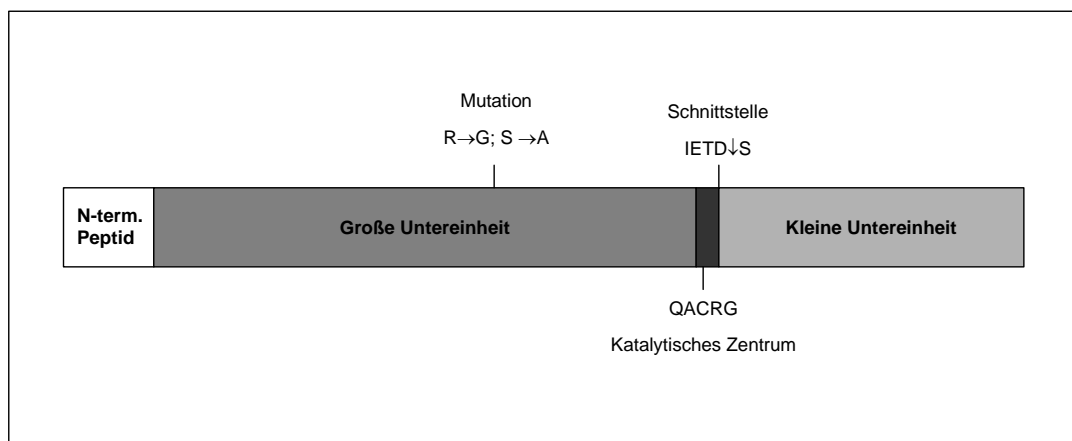 Mutation
R→G; S →A
Schnittstelle
IETD↓S
N-term.
Peptid
Große Untereinheit
Kleine Untereinheit
QACRG
Katalytisches Zentrum